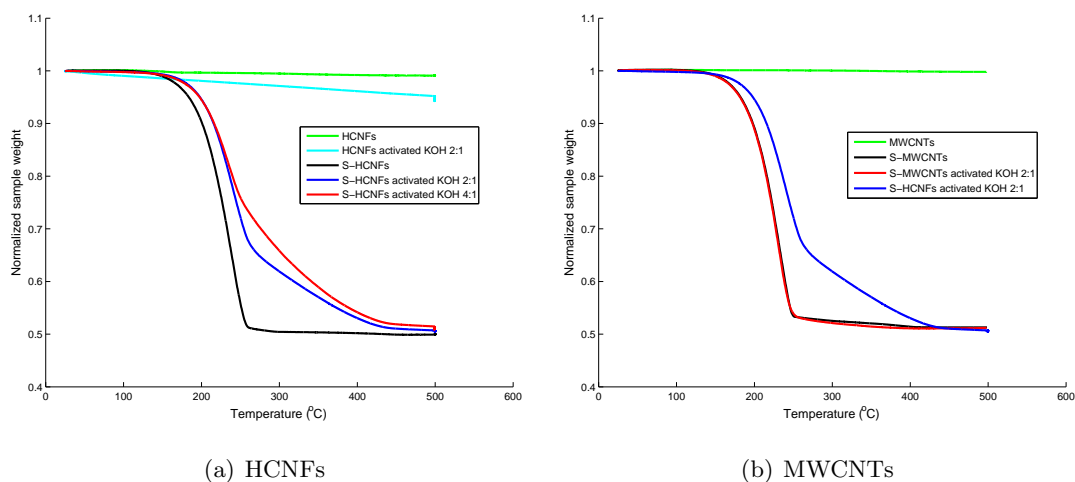 1.1
1
0.9
0.8
0.7
0.6
0.5
0.4
Normalized sample weight
HCNFs
HCNFs activated KOH 2:1
S−HCNFs
S−HCNFs activated KOH 2:1
S−HCNFs activated KOH 4:1
0 100 200 300 400 500 600
Temperature (°C)
(a) HCNFs
1.1
1
0.9
0.8
0.7
0.6
0.5
0.4
Normalized sample weight
MWCNTs
S−MWCNTs
S−MWCNTs activated KOH 2:1
S−HCNFs activated KOH 2:1
0 100 200 300 400 500 600
Temperature (°C)
(b) MWCNTs